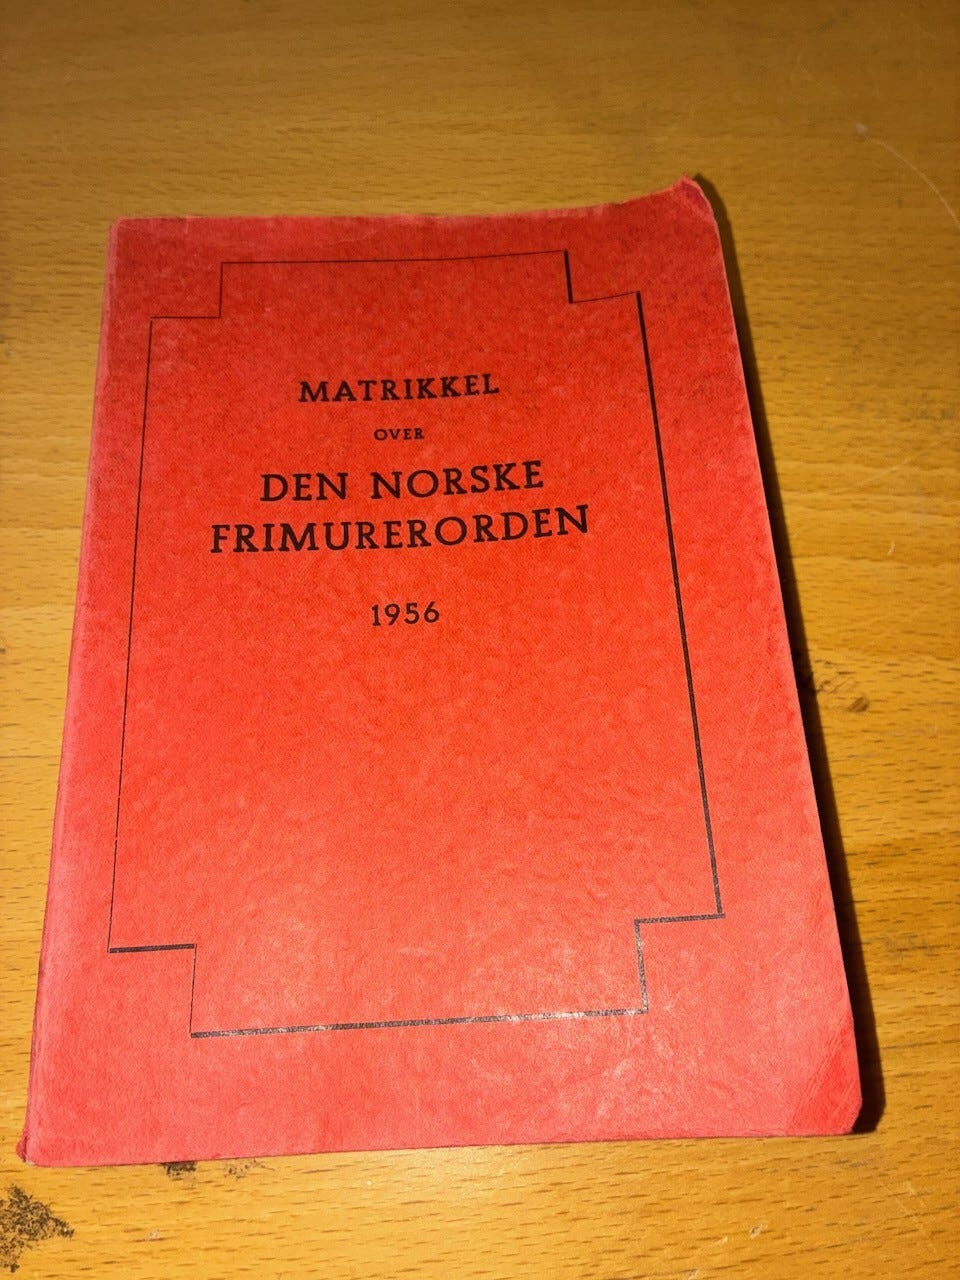 MATRIKKEL
OVER
DEN NORSKE
FRIMURERORDEN
1956